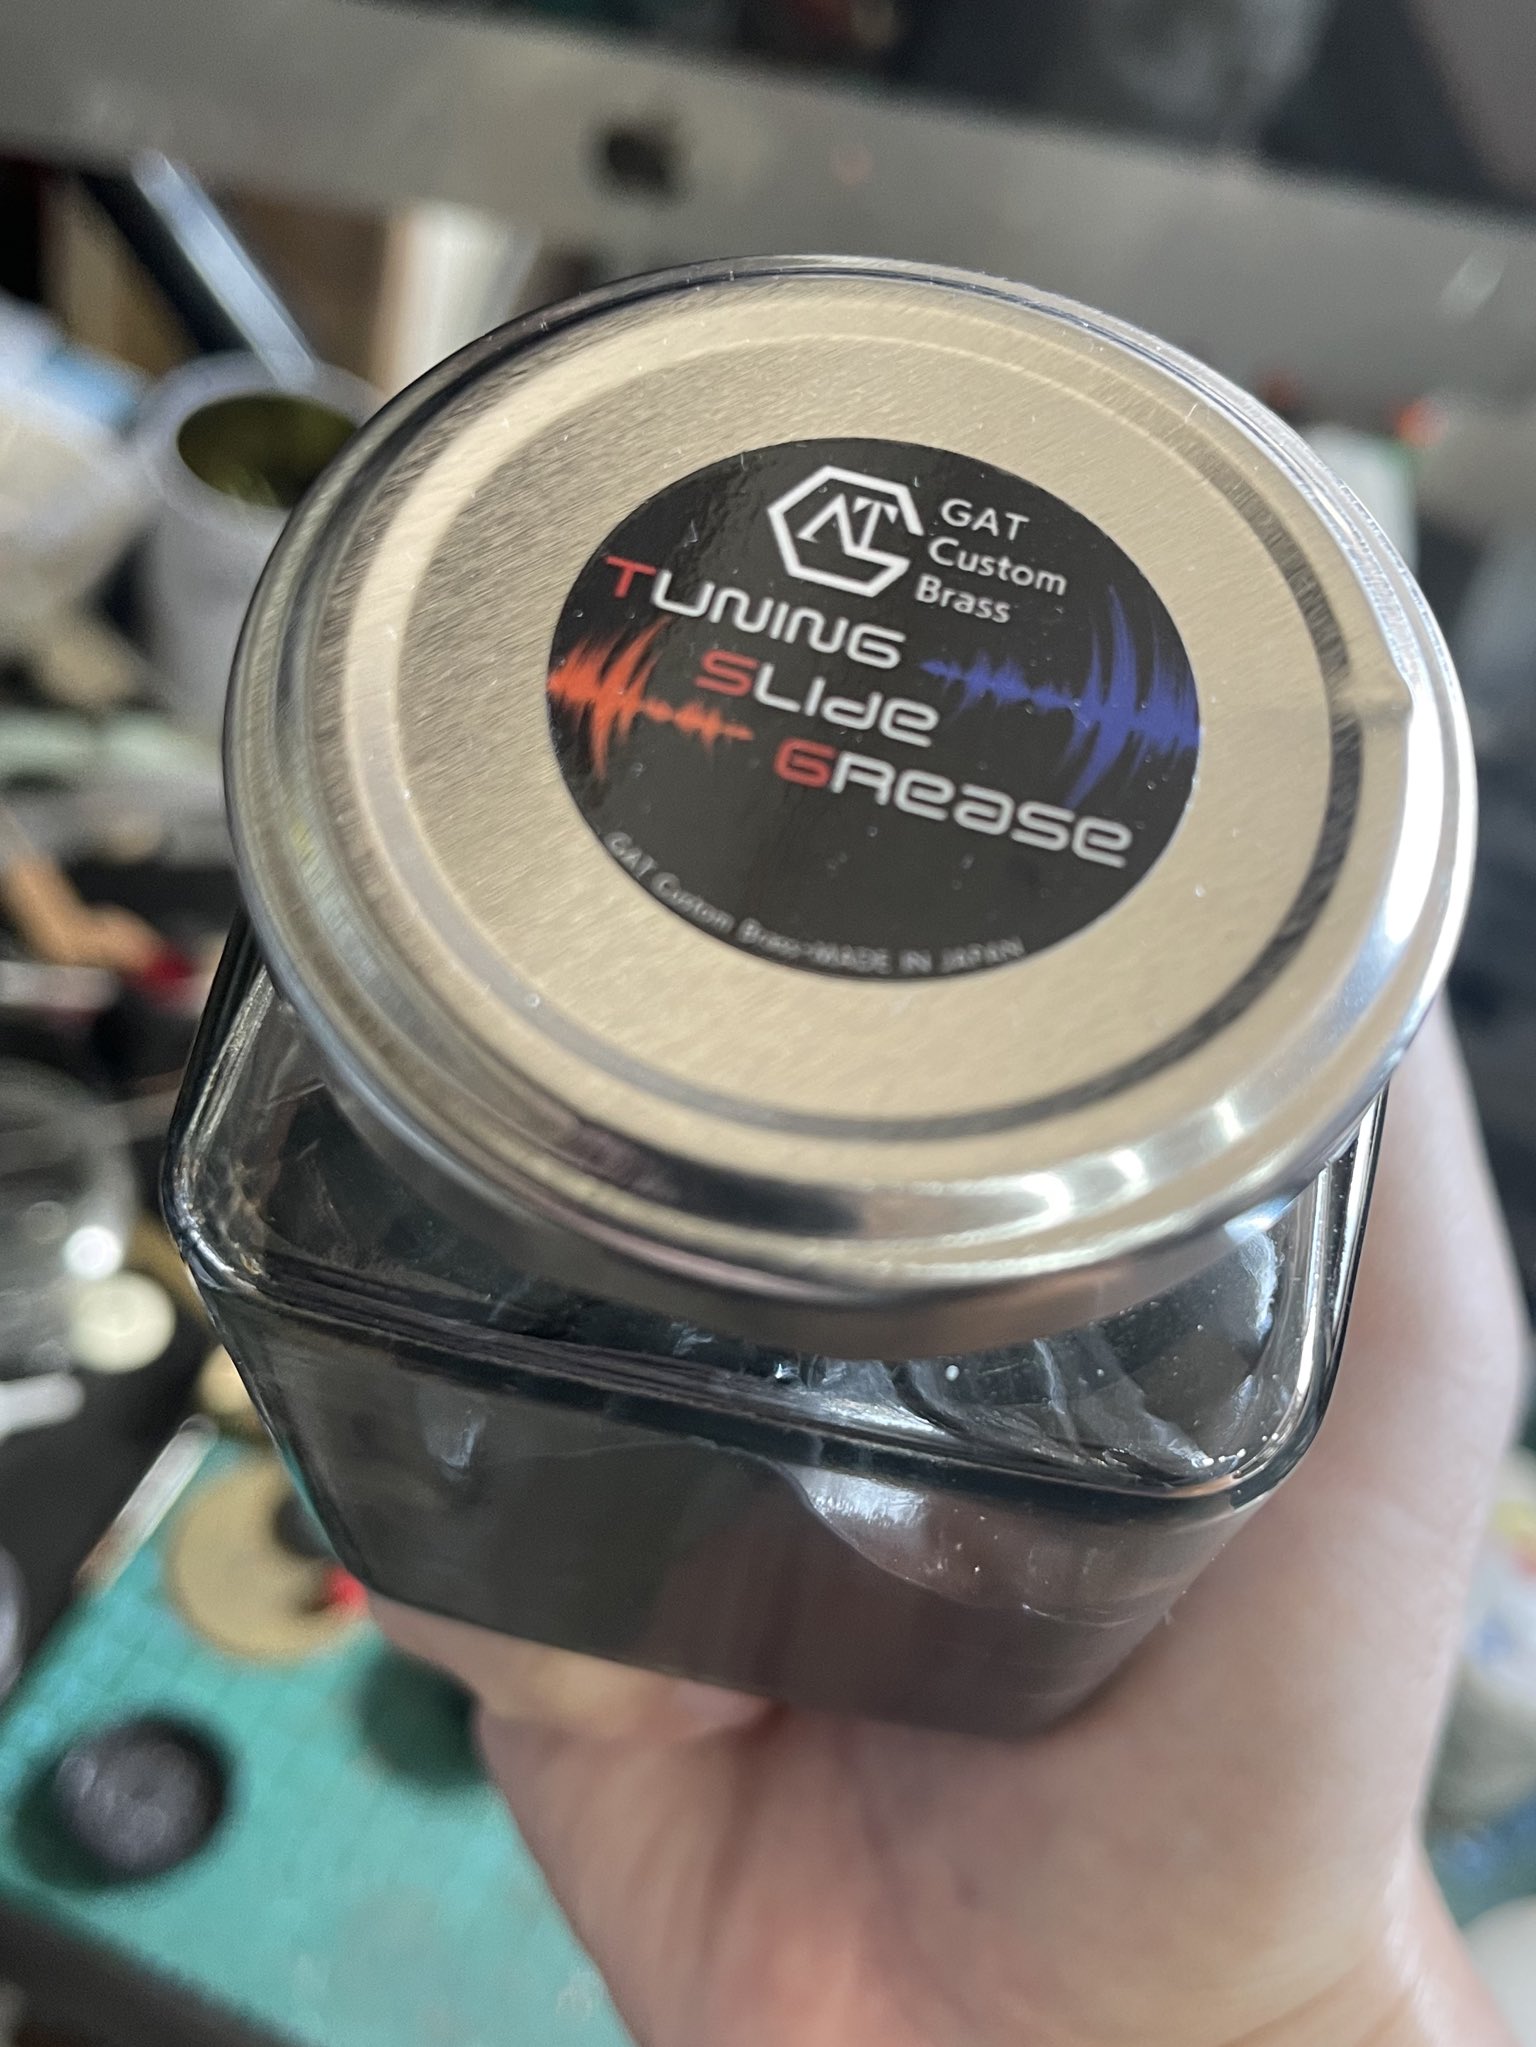 GAT
Custom
Brass
TUNING
SLIDE
GREASE
GAT Custom Brass-MADE IN JAPAN